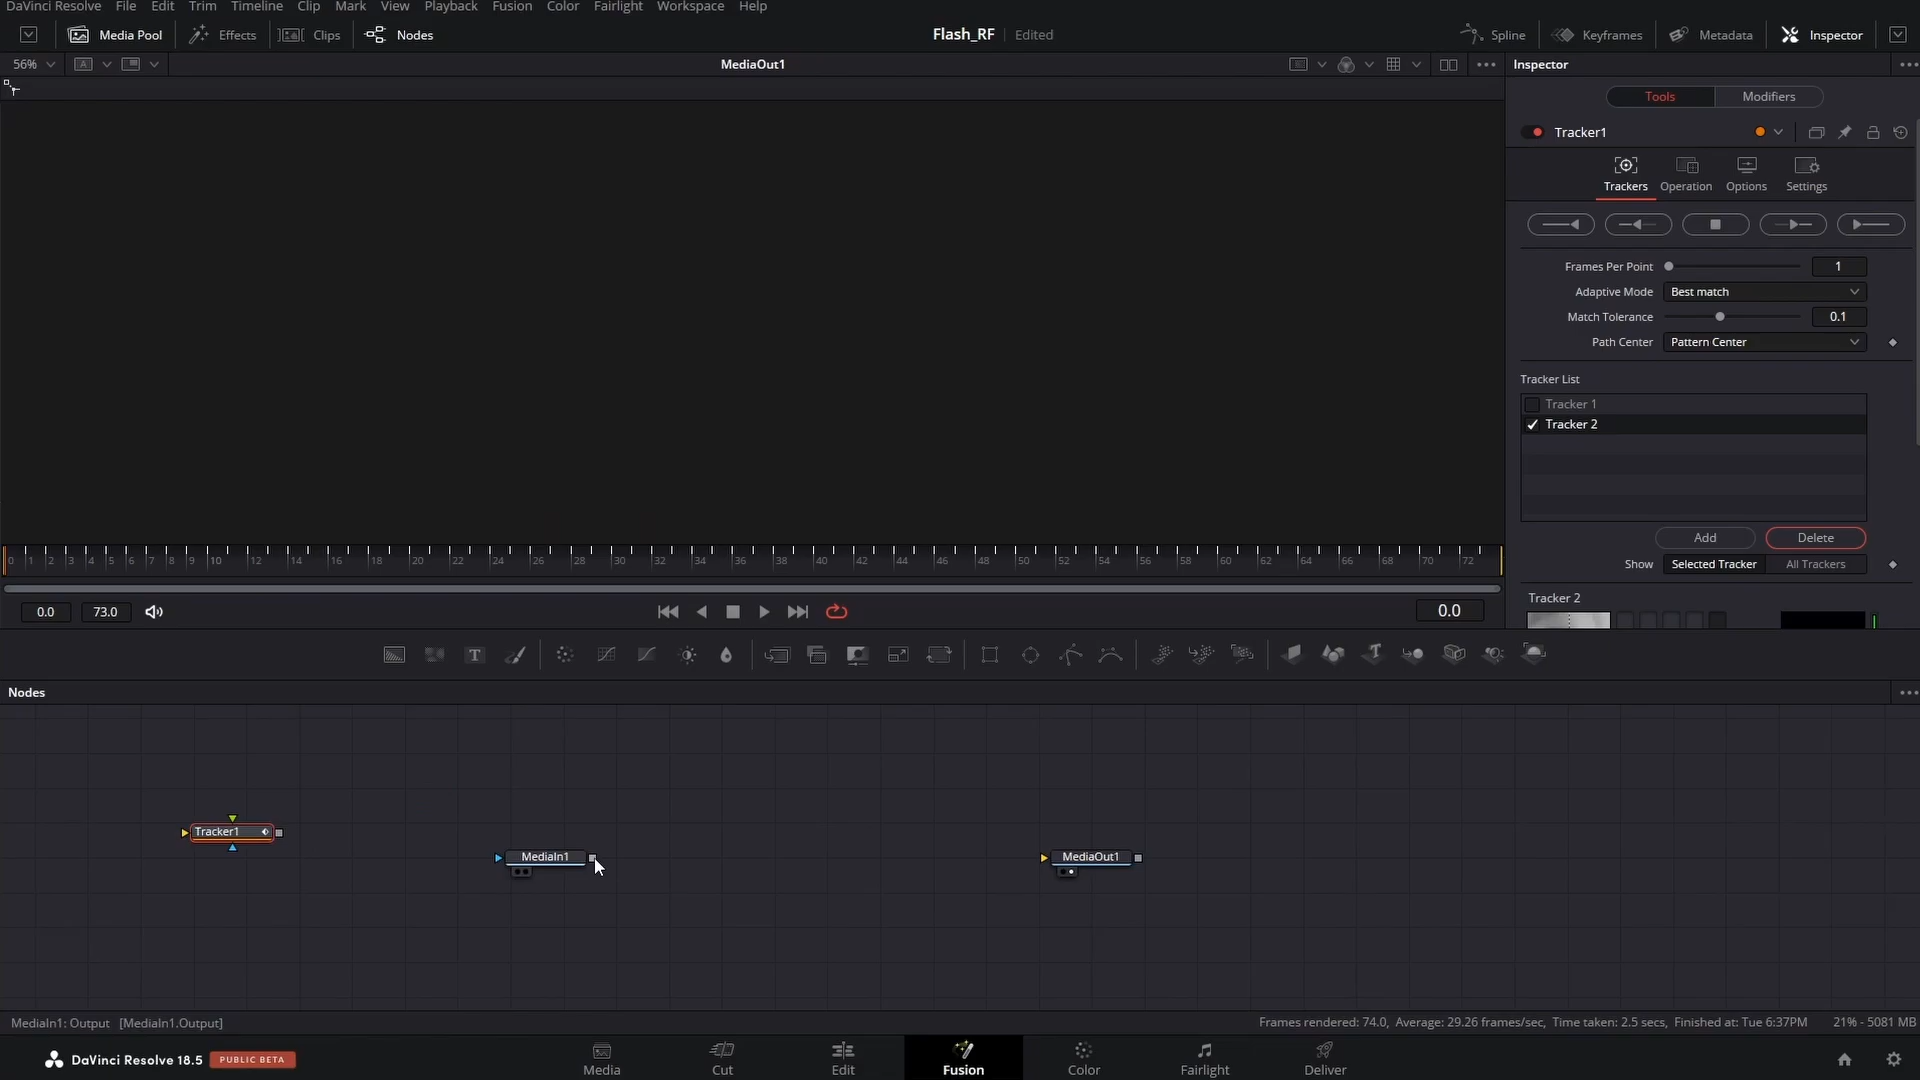 DaVinci Resolve File Edit Trim Timeline Clip Mark View Playback Fusion Color Fairlight Workspace Help
Media Pool Effects Clips Nodes Flash_RF Edited Spline Keyframes Metadata Inspector
56% A MediaOut1 Inspector
Tools Modifiers
Tracker1
Trackers Operation Options Settings
Frames Per Point 1
Adaptive Mode Best match
Match Tolerance 0.1
Path Center Pattern Center
Tracker List
Tracker 1
Tracker 2
Add Delete
Show Selected Tracker All Trackers
Tracker 2
0 1 2 3 4 5 6 7 8 9 10 12 14 16 18 20 22 24 26 28 30 32 34 36 38 40 42 44 46 48 50 52 54 56 58 60 62 64 66 68 70 72
0.0 73.0 0.0
T T
Nodes
Tracker1
MediaIn1 MediaOut1
MediaIn1: Output [MediaIn1.Output] Frames rendered: 74.0, Average: 29.26 frames/sec, Time taken: 2.5 secs, Finished at: Tue 6:37PM 21% - 5081 MB
DaVinci Resolve 18.5 PUBLIC BETA Media Cut Edit Fusion Color Fairlight Deliver